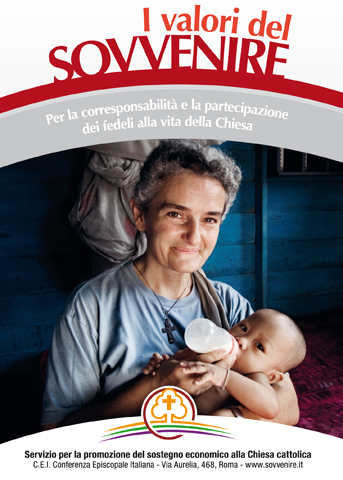 I valori del
SOVVENIRE
Per la corresponsabilità e la partecipazione
dei fedeli alla vita della Chiesa
Servizio per la promozione del sostegno economico alla Chiesa cattolica
C.E.I. Conferenza Episcopale Italiana - Via Aurelia, 468, Roma - www.sovvenire.it